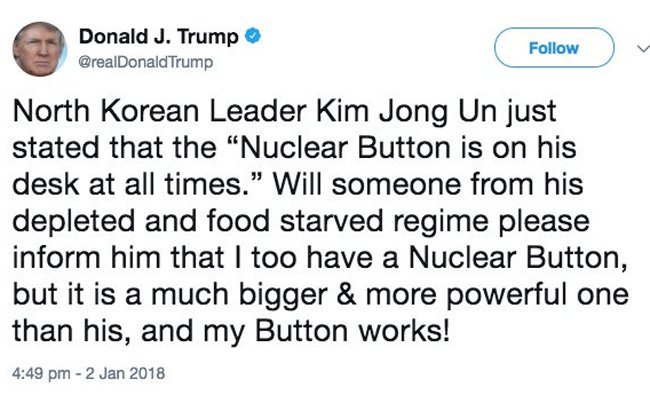 Donald J. Trump
@realDonaldTrump
Follow
North Korean Leader Kim Jong Un just
stated that the “Nuclear Button is on his
desk at all times.” Will someone from his
depleted and food starved regime please
inform him that I too have a Nuclear Button,
but it is a much bigger & more powerful one
than his, and my Button works!
4:49 pm - 2 Jan 2018